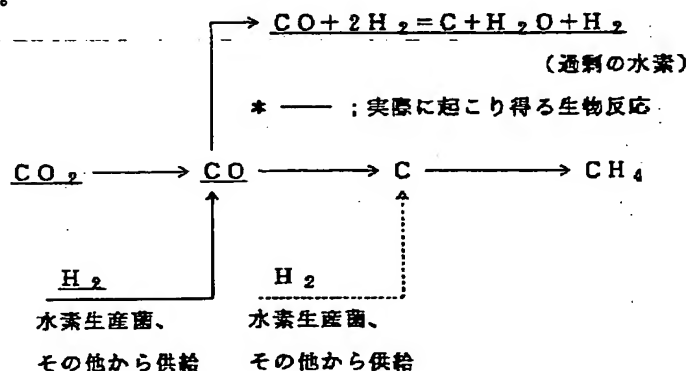 。
CO+2H₂=C+H₂O+H₂
(過剰の水素)
* —— ;実際に起こり得る生物反応
CO₂ → CO → C → CH₄
H₂ H₂
水素生産菌、 水素生産菌、
その他から供給 その他から供給